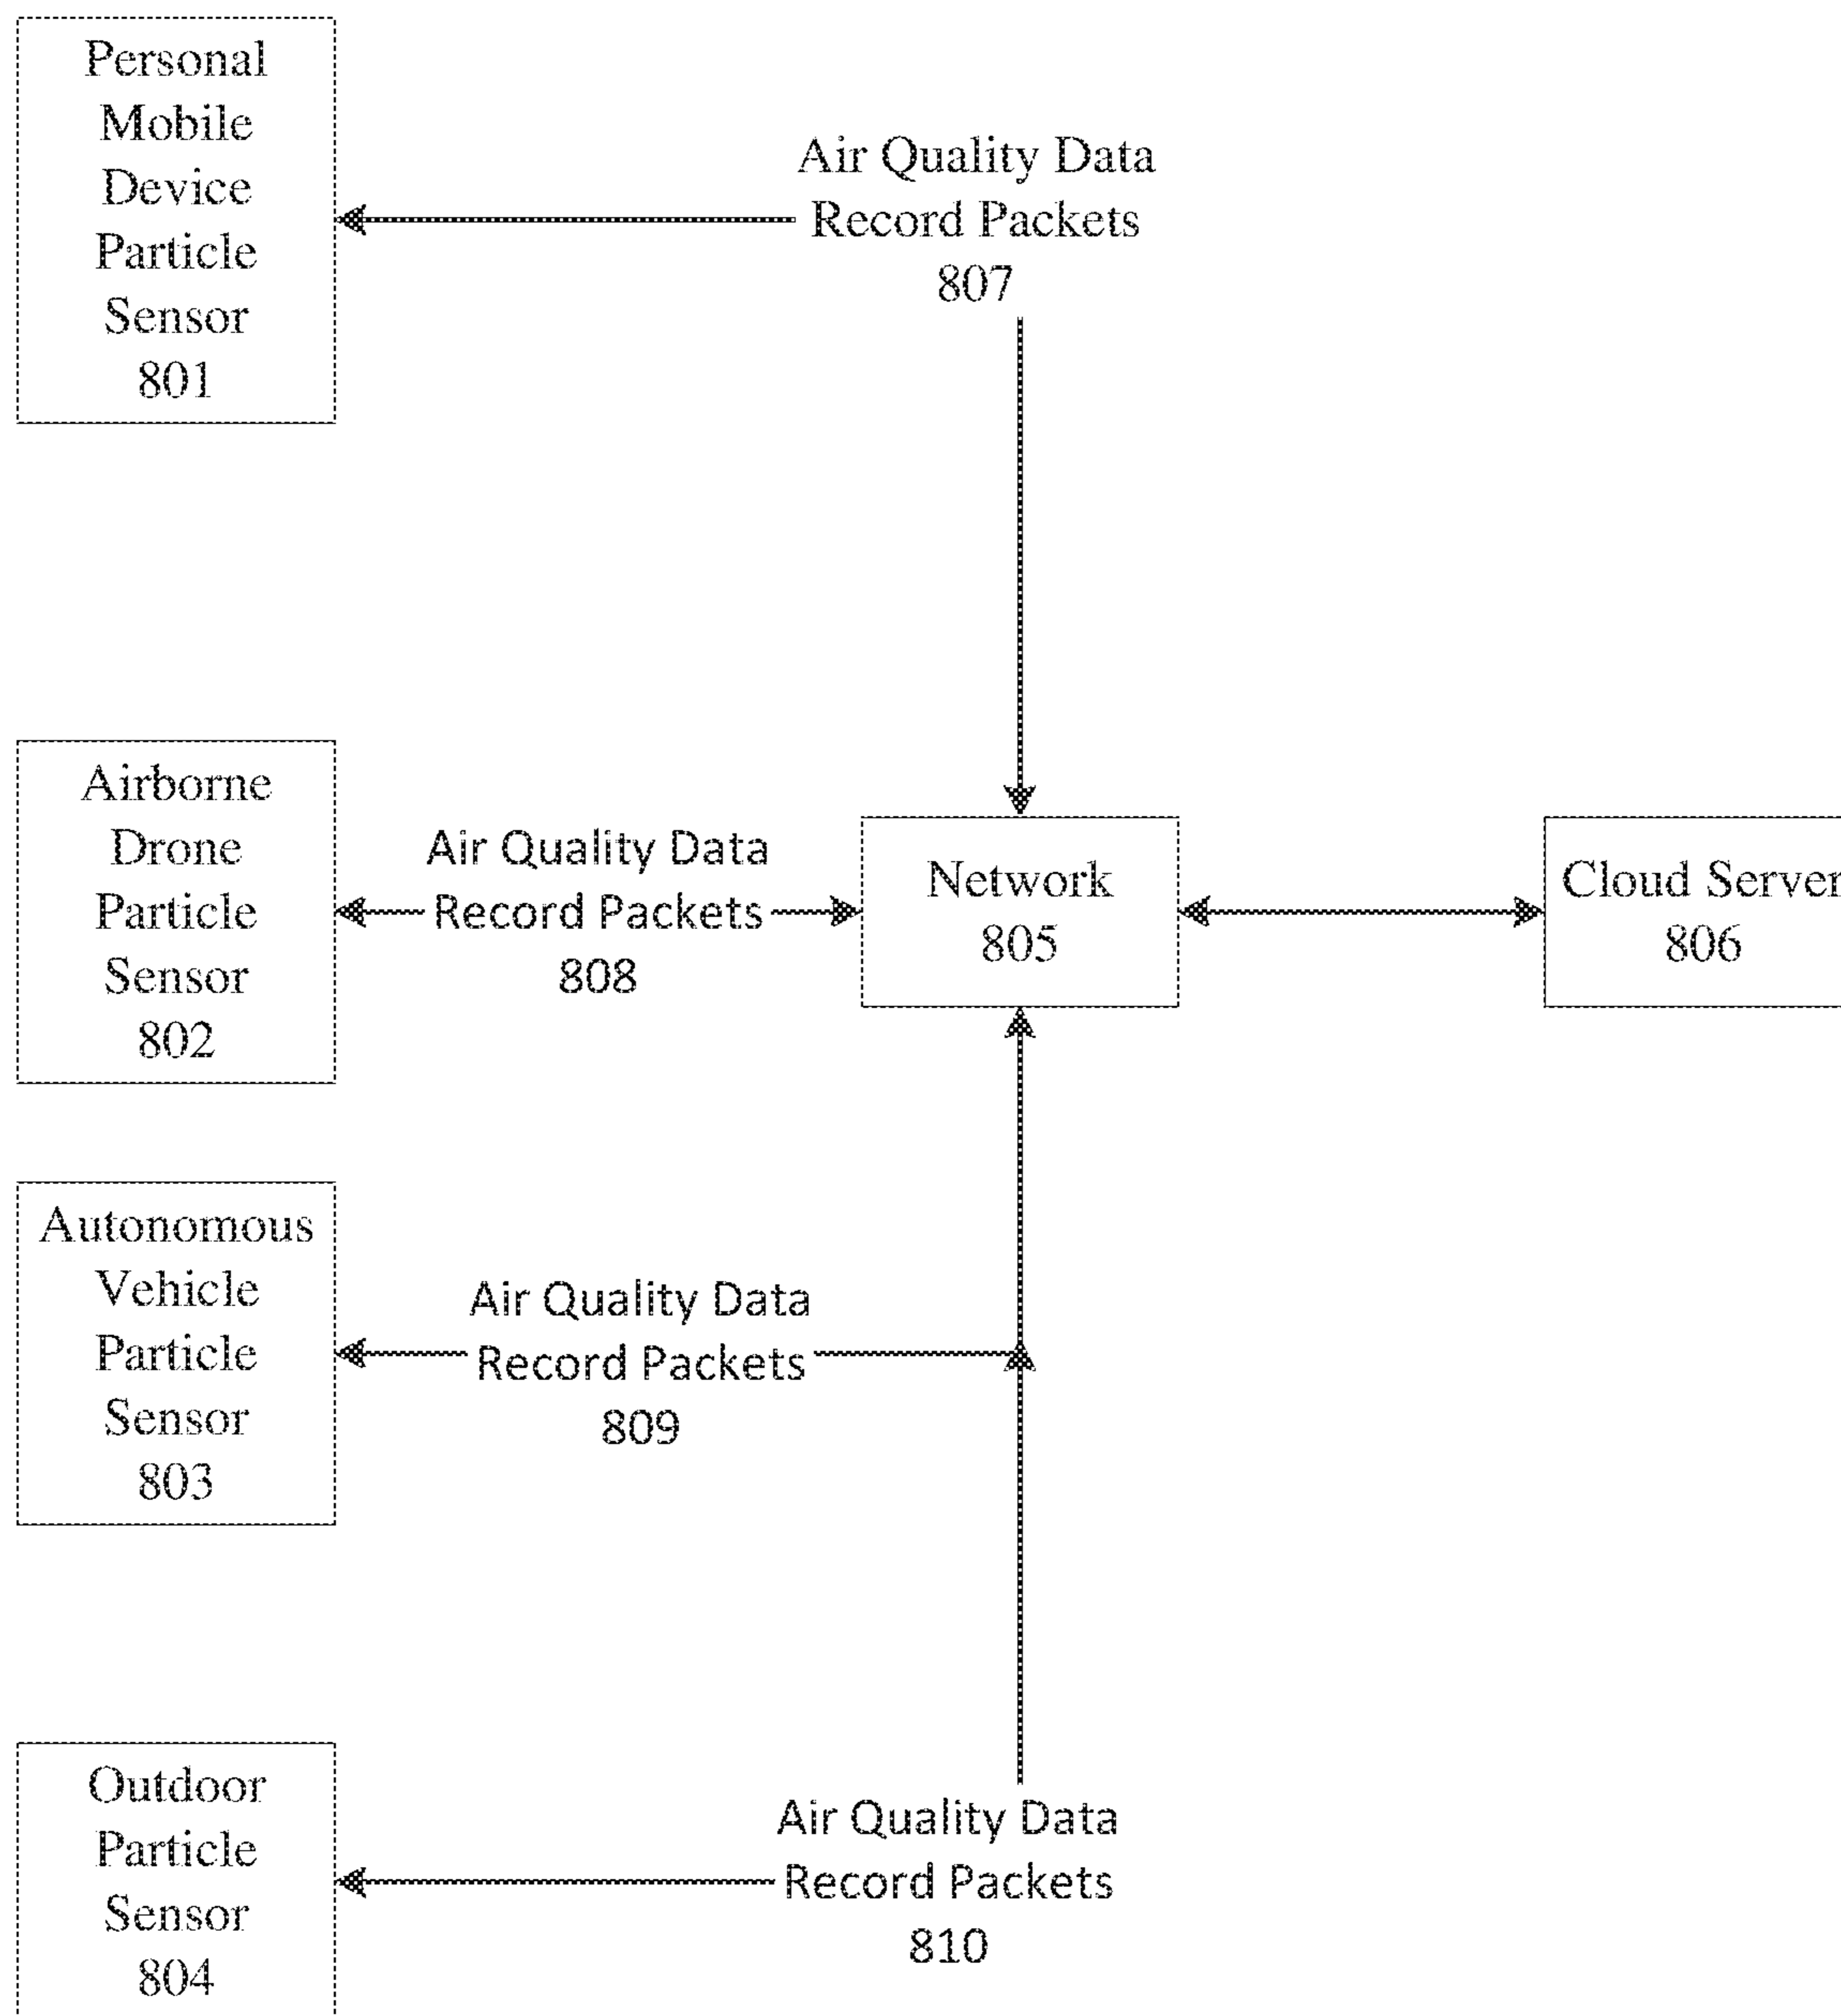 Personal
Mobile
Device
Particle
Sensor
801
Air Quality Data
Record Packets
807
Airborne
Drone
Particle
Sensor
802
Air Quality Data
Record Packets
808
Network
805
Cloud Server
806
Autonomous
Vehicle
Particle
Sensor
803
Air Quality Data
Record Packets
809
Outdoor
Particle
Sensor
804
Air Quality Data
Record Packets
810